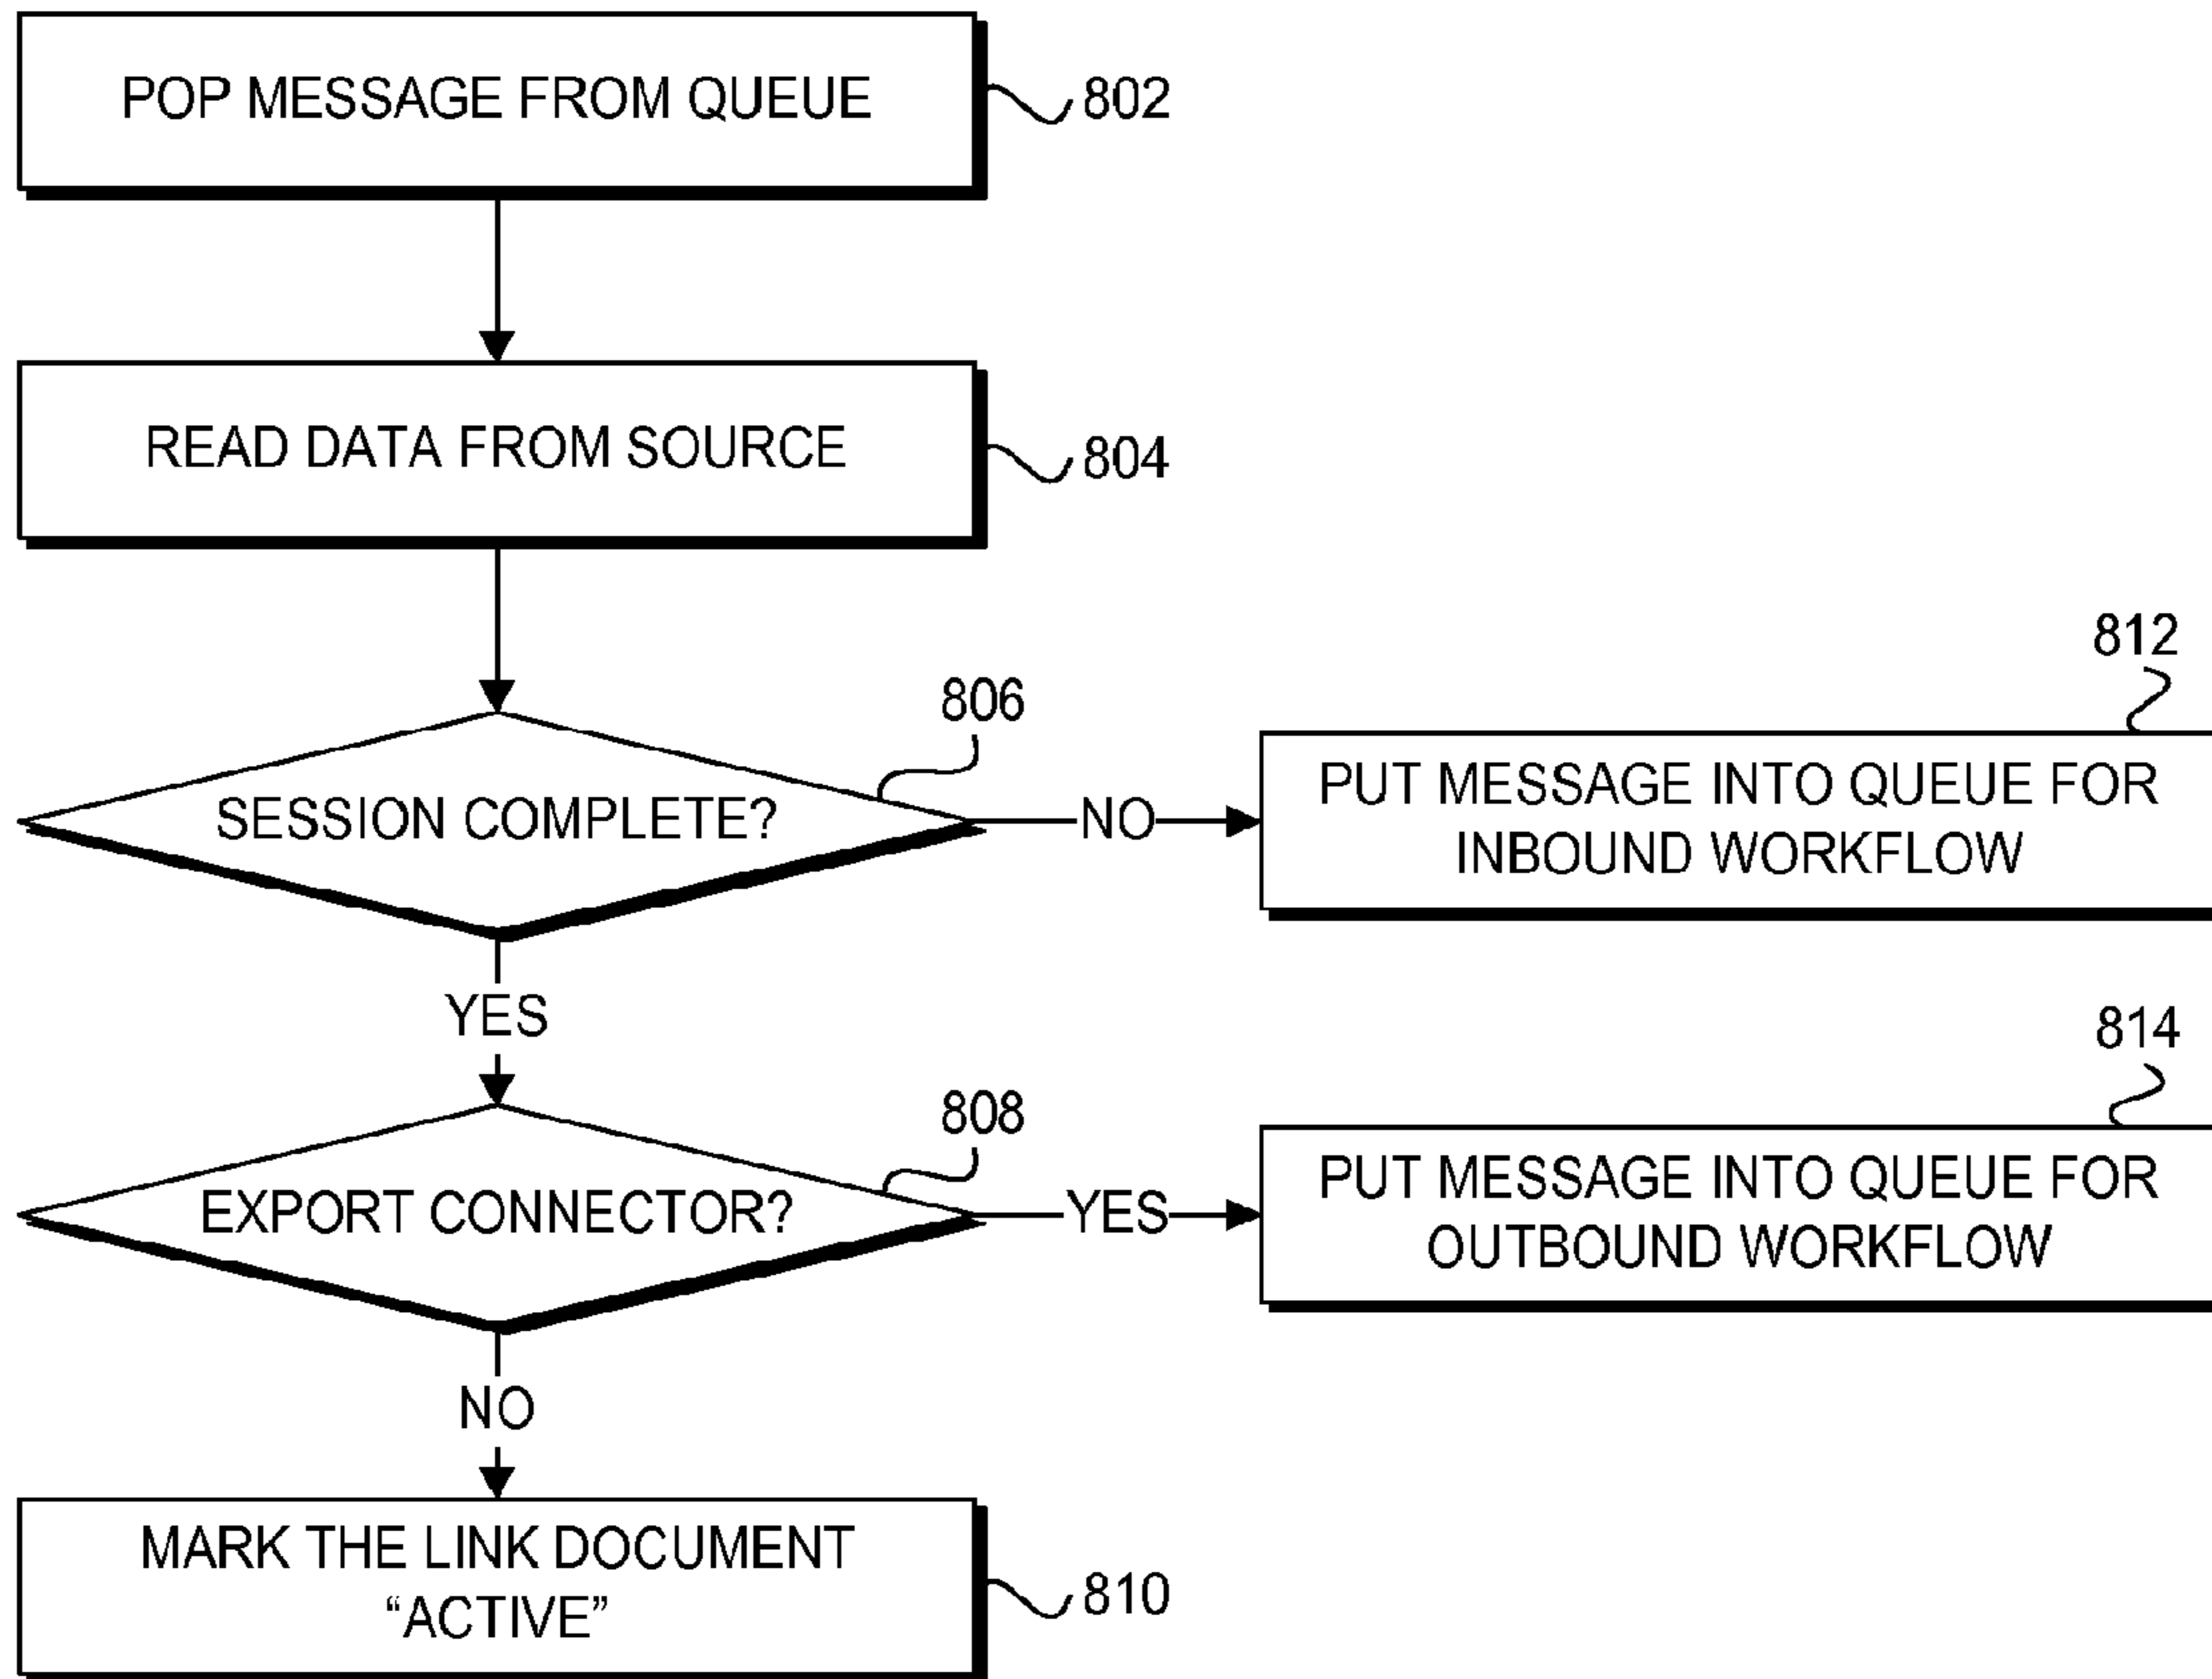 POP MESSAGE FROM QUEUE
802
READ DATA FROM SOURCE
804
812
806
PUT MESSAGE INTO QUEUE FOR
INBOUND WORKFLOW
SESSION COMPLETE?
NO
YES
814
808
PUT MESSAGE INTO QUEUE FOR
OUTBOUND WORKFLOW
EXPORT CONNECTOR?
YES
NO
MARK THE LINK DOCUMENT
“ACTIVE”
810